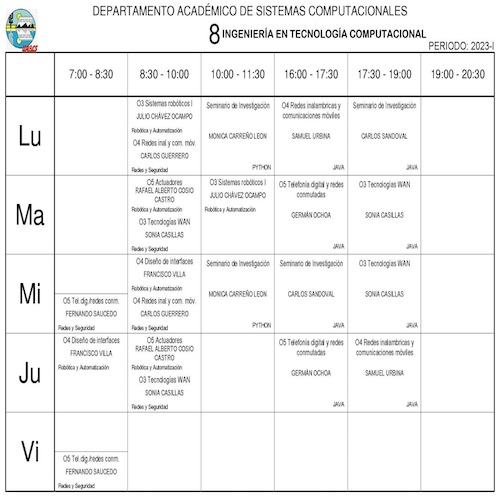 DEPARTAMENTO ACADÉMICO DE SISTEMAS COMPUTACIONALES
8 INGENIERÍA EN TECNOLOGÍA COMPUTACIONAL
PERIODO: 2023-I
7:00 - 8:30
8:30 - 10:00
10:00 - 11:30
16:00 - 17:30
17:30 - 19:00
19:00 - 20:30
Lu
O3 Sistemas robóticos I
JULIO CHÁVEZ OCAMPO
Robótica y Automatización
O4 Redes inal y com. móv.
CARLOS GUERRERO
Redes y Seguridad
Seminario de Investigación
MONICA CARREÑO LEON
PYTHON
O4 Redes inalambricas y
comunicaciones móviles
SAMUEL URBINA
JAVA
Seminario de Investigación
CARLOS SANDOVAL
JAVA
Ma
O5 Actuadores
RAFAEL ALBERTO COSIO
CASTRO
Robótica y Automatización
O3 Tecnologías WAN
SONIA CASILLAS
Redes y Seguridad
O3 Sistemas robóticos I
JULIO CHÁVEZ OCAMPO
Robótica y Automatización
O5 Telefonía digital y redes
conmutadas
GERMÁN OCHOA
JAVA
O3 Tecnologías WAN
SONIA CASILLAS
JAVA
Mi
O5 Tel.dig./redes conm.
FERNANDO SAUCEDO
Redes y Seguridad
O4 Diseño de interfaces
FRANCISCO VILLA
Robótica y Automatización
O4 Redes inal y com. móv.
CARLOS GUERRERO
Redes y Seguridad
Seminario de Investigación
MONICA CARREÑO LEON
PYTHON
Seminario de Investigación
CARLOS SANDOVAL
JAVA
O3 Tecnologías WAN
SONIA CASILLAS
JAVA
Ju
O4 Diseño de interfaces
FRANCISCO VILLA
Robótica y Automatización
O5 Actuadores
RAFAEL ALBERTO COSIO
CASTRO
Robótica y Automatización
O3 Tecnologías WAN
SONIA CASILLAS
Redes y Seguridad
O5 Telefonía digital y redes
conmutadas
GERMÁN OCHOA
JAVA
O4 Redes inalambricas y
comunicaciones móviles
SAMUEL URBINA
JAVA
Vi
O5 Tel.dig./redes conm.
FERNANDO SAUCEDO
Redes y Seguridad